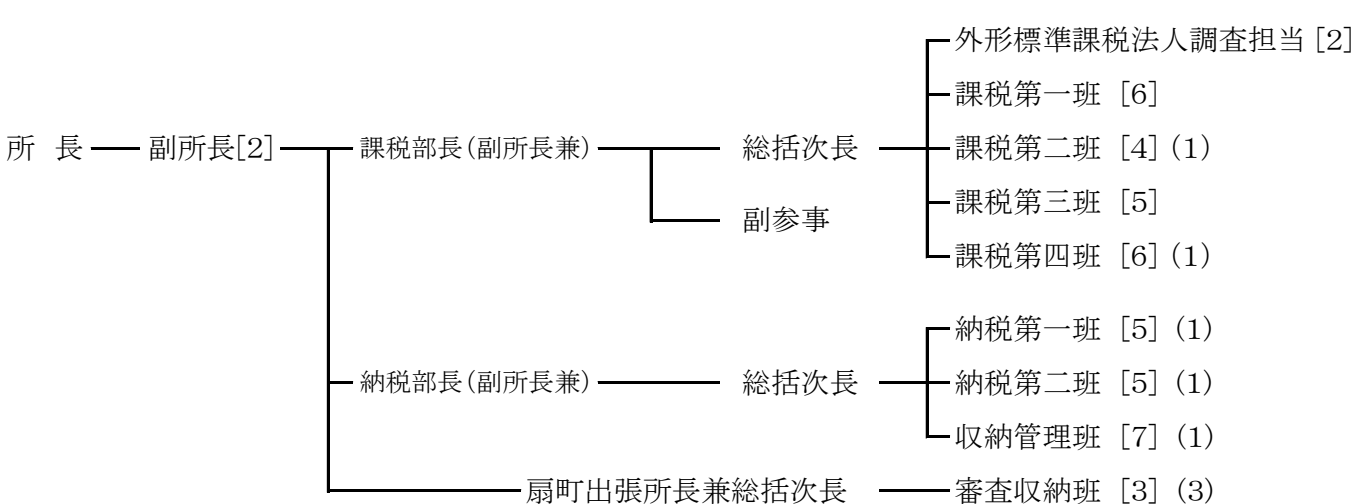 外形標準課税法人調査担当 [2]
課税第一班 [6]
所 長 副所長[2] 課税部長(副所長兼) 総括次長 課税第二班 [4] (1)
課税第三班 [5]
副参事
課税第四班 [6] (1)
納税第一班 [5] (1)
納税部長(副所長兼) 総括次長 納税第二班 [5] (1)
収納管理班 [7] (1)
扇町出張所長兼総括次長 審査収納班 [3] (3)